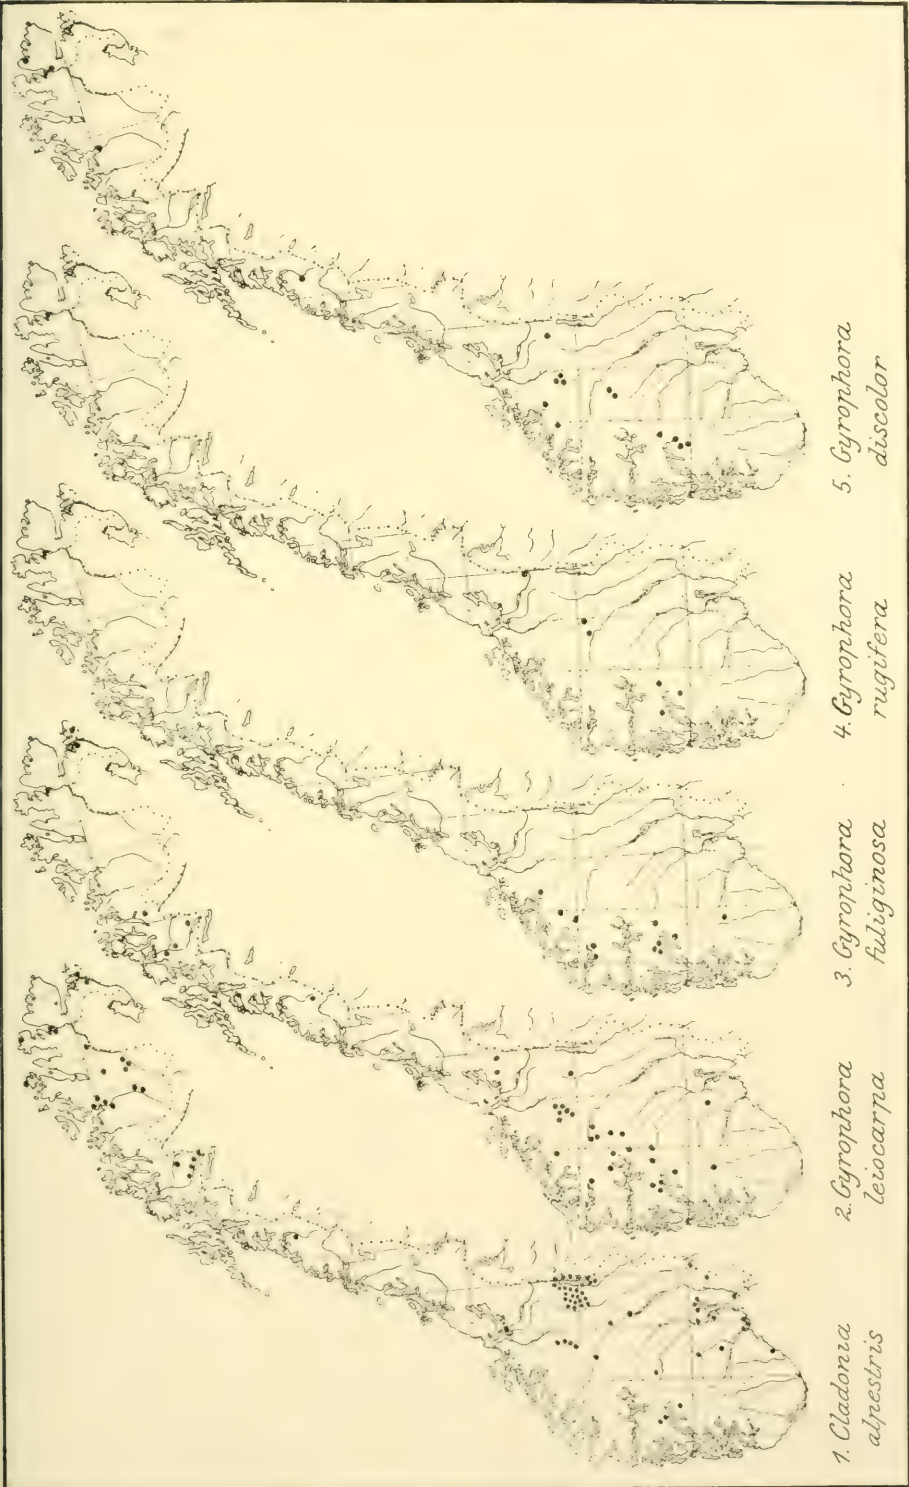 1. Cladonia
alpestris
2. Gyrophora
leiocarpa
3. Gyrophora
fuliginosa
4. Gyrophora
rugifera
5. Gyrophora
discolor